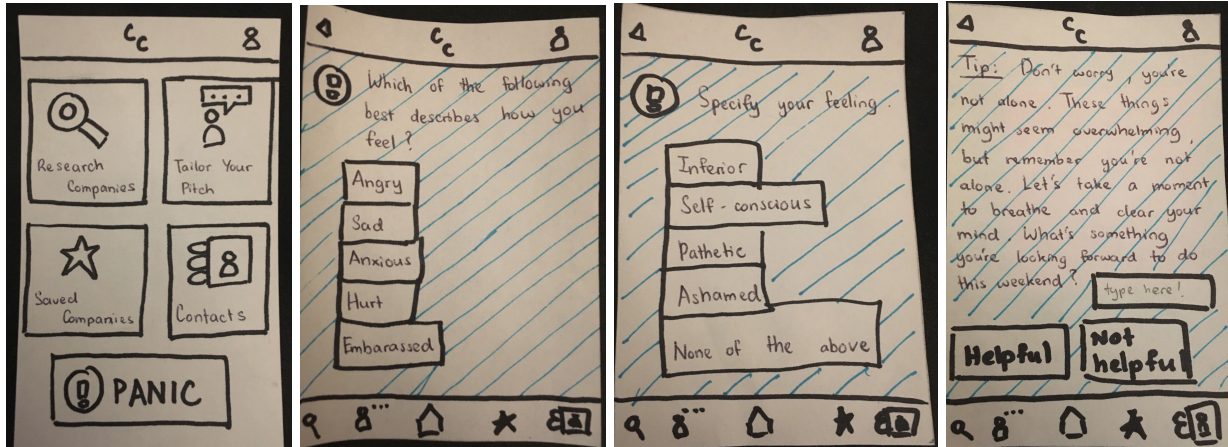 Cc
Research
Companies
Tailor Your
Pitch
Saved
Companies
Contacts
! PANIC
Cc
!
Which of the following
best describes how you
feel?
Angry
Sad
Anxious
Hurt
Embarassed
Cc
!
Specify your feeling.
Inferior
Self-conscious
Pathetic
Ashamed
None of the above
Cc
Tip: Don't worry, you're
not alone. These things
might seem overwhelming,
but remember you're not
alone. Let's take a moment
to breathe and clear your
mind. What's something
you're looking forward to do
this weekend?
type here!
Helpful
Not
helpful